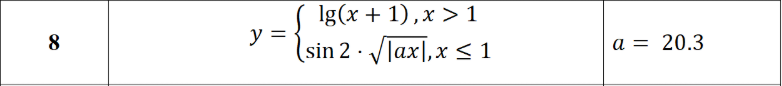 8
y = { lg(x + 1) , x > 1
sin 2 · √|ax|, x ≤ 1
a = 20.3